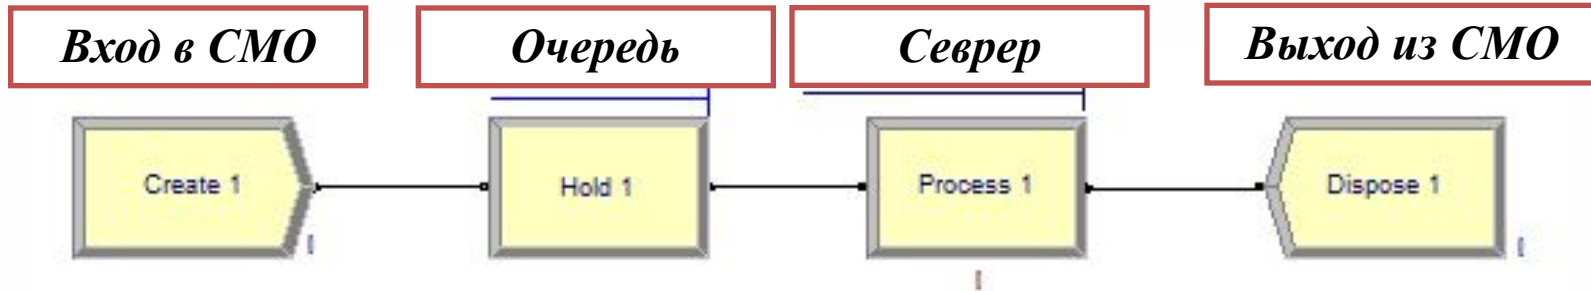 Вход в СМО
Очередь
Севрер
Выход из СМО
Create 1
Hold 1
Process 1
Dispose 1